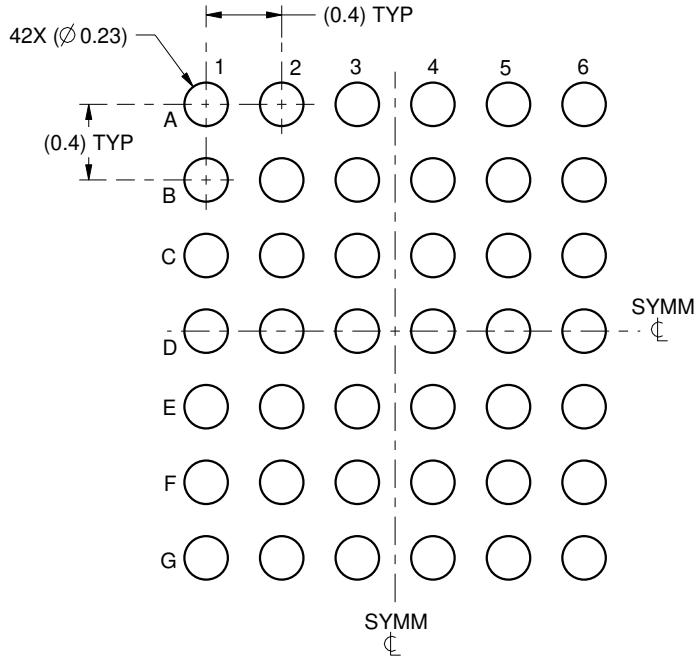 (0.4) TYP
42X (∅ 0.23)
1 2 3 4 5 6
A
(0.4) TYP
B
C
SYMM
℄
D
E
F
G
SYMM
℄